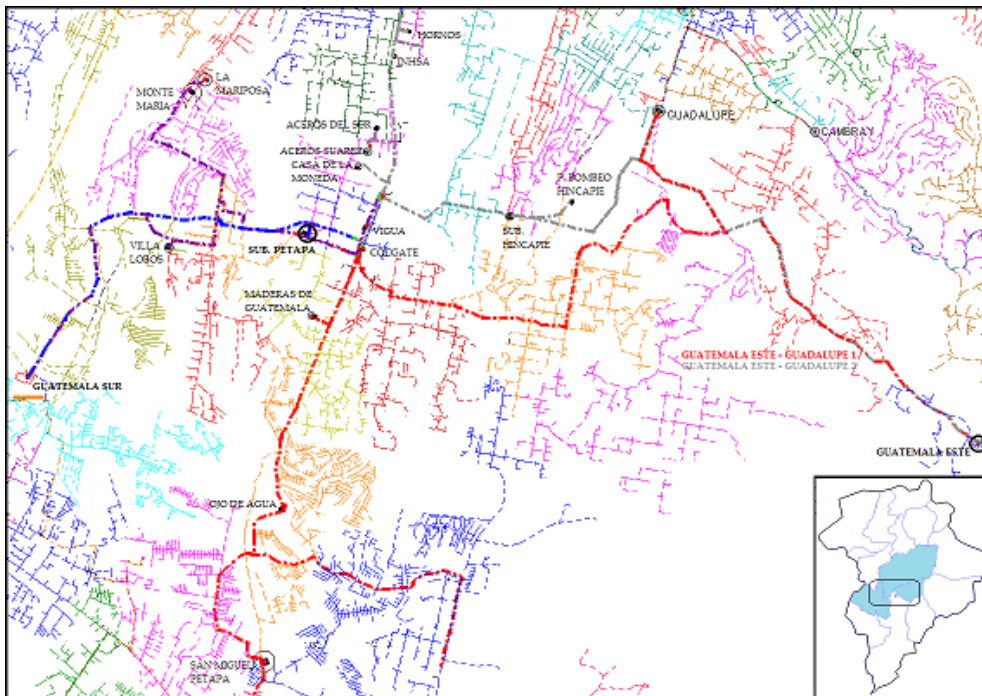 HORNOS
INHSA
LA
MARIPOSA
MONTE
MARIA
GUADALUPE
ACEROS DEL SUR
CAMBRAY
ACEROS SUAREZ
CASA DE LA
MONEDA
P. BOMBEO
HINCAPIE
VIGUA
SUB.
HINCAPIE
VILLA
LOBOS
SUB. PETAPA
COLGATE
MADERAS DE
GUATEMALA
GUATEMALA ESTE - GUADALUPE 1
GUATEMALA ESTE - GUADALUPE 2
GUATEMALA SUR
GUATEMALA ESTE
OJO DE AGUA
SAN MIGUEL
PETAPA